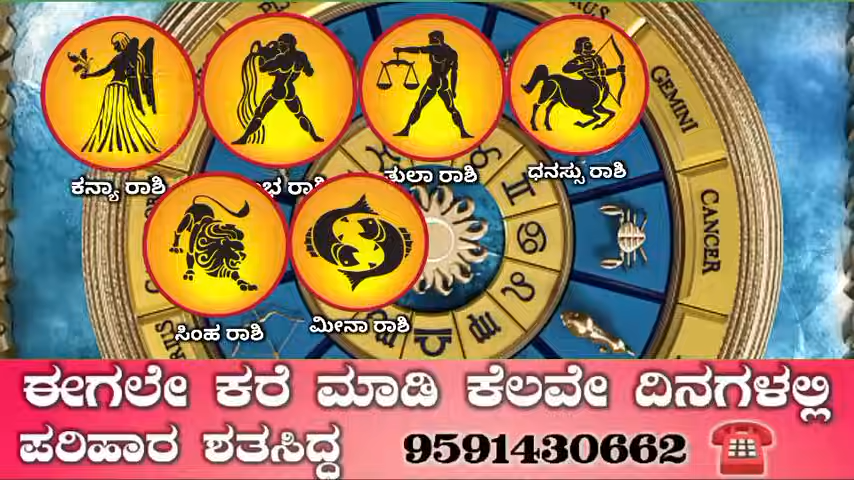 GEMINI
CANCER
ಕನ್ಯಾ ರಾಶಿ
ರಾಶಿ
ತುಲಾ ರಾಶಿ
ಧನಸ್ಸು ರಾಶಿ
ಸಿಂಹ ರಾಶಿ
ಮೀನಾ ರಾಶಿ
ಈಗಲೇ ಕರೆ ಮಾಡಿ ಕೆಲವೇ ದಿನಗಳಲ್ಲಿ
ಪರಿಹಾರ ಶತಸಿದ್ದ 9591430662